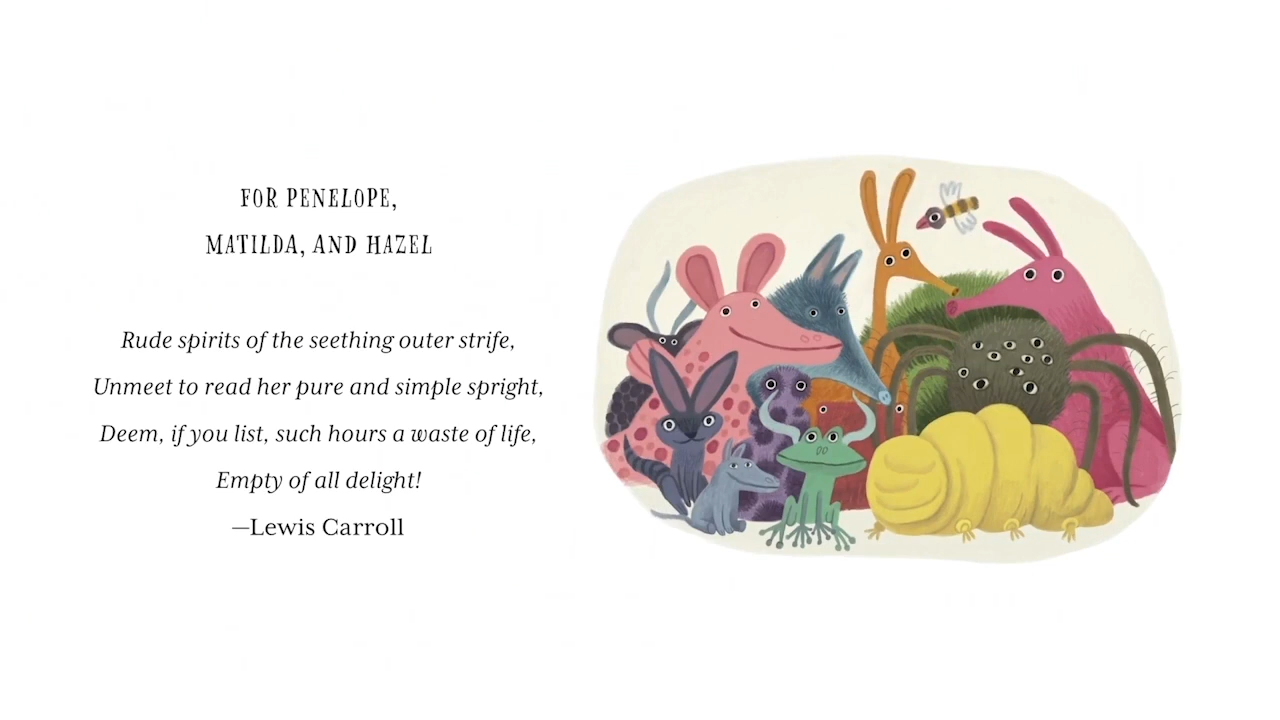 FOR PENELOPE,
MATILDA, AND HAZEL
Rude spirits of the seething outer strife,
Unmeet to read her pure and simple spright,
Deem, if you list, such hours a waste of life,
Empty of all delight!
—Lewis Carroll